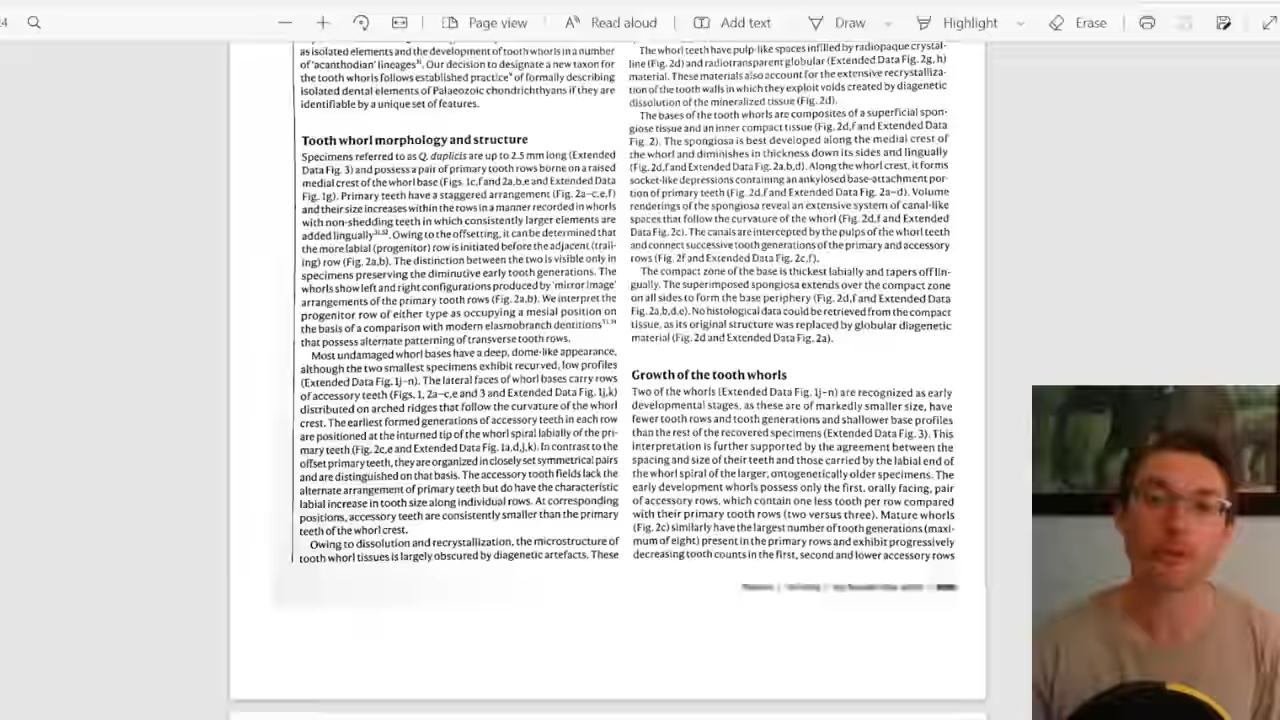 4
Page view
Read aloud
Add text
Draw
Highlight
Erase
as isolated elements and the development of tooth whorls in a number
of 'acanthodian' lineages. Our decision to designate a new taxon for
the tooth whorls follows established practice of formally describing
isolated dental elements of Palaeozoic chondrichthyans if they are
identifiable by a unique set of features.
Tooth whorl morphology and structure
Specimens referred to as Q. duplicis are up to 2.5 mm long (Extended
Data Fig. 3) and possess a pair of primary tooth rows borne on a raised
medial crest of the whorl base (Figs. 1c,f and 2a,b,e and Extended Data
Fig. 1g). Primary teeth have a staggered arrangement (Fig. 2a–c,e,f)
and their size increases within the rows in a manner recorded in whorls
with non-shedding teeth in which consistently larger elements are
added lingually. Owing to the offsetting, it can be determined that
the more labial (progenitor) row is initiated before the adjacent (trail-
ing) row (Fig. 2a,b). The distinction between the two is visible only in
specimens preserving the diminutive early tooth generations. The
whorls show left and right configurations produced by 'mirror image'
arrangements of the primary tooth rows (Fig. 2a,b). We interpret the
progenitor row of either type as occupying a mesial position on
the basis of a comparison with modern elasmobranch dentitions
that possess alternate patterning of transverse tooth rows.
Most undamaged whorl bases have a deep, dome-like appearance,
although the two smallest specimens exhibit recurved, low profiles
(Extended Data Fig. 1j–n). The lateral faces of whorl bases carry rows
of accessory teeth (Figs. 1, 2a–c,e and 3 and Extended Data Fig. 1j,k)
distributed on arched ridges that follow the curvature of the whorl
crest. The earliest formed generations of accessory teeth in each row
are positioned at the inturned tip of the whorl spiral labially of the pri-
mary teeth (Fig. 2c,e and Extended Data Fig. 1a,d,j,k). In contrast to the
offset primary teeth, they are organized in closely set symmetrical pairs
and are distinguished on that basis. The accessory tooth fields lack the
alternate arrangement of primary teeth but do have the characteristic
labial increase in tooth size along individual rows. At corresponding
positions, accessory teeth are consistently smaller than the primary
teeth of the whorl crest.
Owing to dissolution and recrystallization, the microstructure of
tooth whorl tissues is largely obscured by diagenetic artefacts. These
The whorl teeth have pulp-like spaces infilled by radiopaque crystal-
line (Fig. 2d) and radiotransparent globular (Extended Data Fig. 2g, h)
material. These materials also account for the extensive recrystalliza-
tion of the tooth walls in which they exploit voids created by diagenetic
dissolution of the mineralized tissue (Fig. 2d).
The bases of the tooth whorls are composites of a superficial spon-
giose tissue and an inner compact tissue (Fig. 2d,f and Extended Data
Fig. 2). The spongiosa is best developed along the medial crest of
the whorl and diminishes in thickness down its sides and lingually
(Fig. 2d,f and Extended Data Fig. 2a,b,d). Along the whorl crest, it forms
socket-like depressions containing an ankylosed base-attachment por-
tion of primary teeth (Fig. 2d,f and Extended Data Fig. 2a–d). Volume
renderings of the spongiosa reveal an extensive system of canal-like
spaces that follow the curvature of the whorl (Fig. 2d,f and Extended
Data Fig. 2c). The canals are intercepted by the pulps of the whorl teeth
and connect successive tooth generations of the primary and accessory
rows (Fig. 2f and Extended Data Fig. 2c,f).
The compact zone of the base is thickest labially and tapers off lin-
gually. The superimposed spongiosa extends over the compact zone
on all sides to form the base periphery (Fig. 2d,f and Extended Data
Fig. 2a,b,d,e). No histological data could be retrieved from the compact
tissue, as its original structure was replaced by globular diagenetic
material (Fig. 2d and Extended Data Fig. 2a).
Growth of the tooth whorls
Two of the whorls (Extended Data Fig. 1j–n) are recognized as early
developmental stages, as these are of markedly smaller size, have
fewer tooth rows and tooth generations and shallower base profiles
than the rest of the recovered specimens (Extended Data Fig. 3). This
interpretation is further supported by the agreement between the
spacing and size of their teeth and those carried by the labial end of
the whorl spiral of the larger, ontogenetically older specimens. The
early development whorls possess only the first, orally facing, pair
of accessory rows, which contain one less tooth per row compared
with their primary tooth rows (two versus three). Mature whorls
(Fig. 2c) similarly have the largest number of tooth generations (maxi-
mum of eight) present in the primary rows and exhibit progressively
decreasing tooth counts in the first, second and lower accessory rows